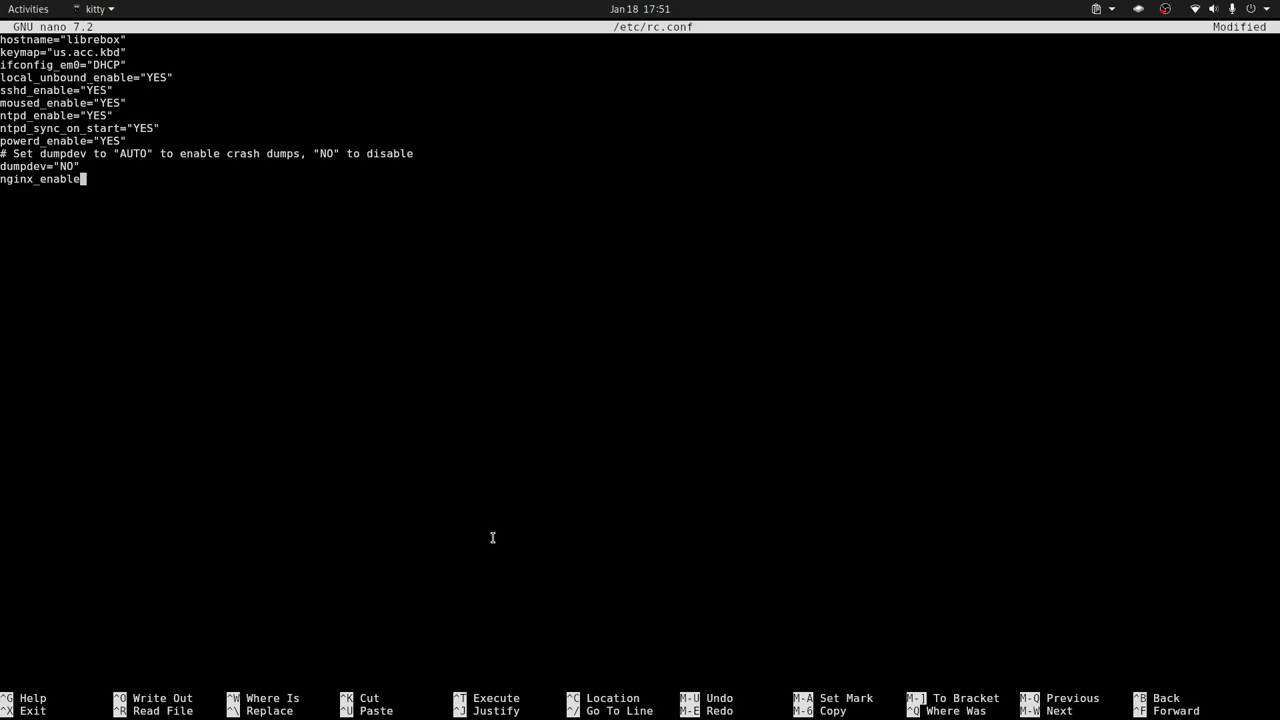 Activities kitty Jan 18 17:51
GNU nano 7.2 /etc/rc.conf Modified
hostname="librebox"
keymap="us.acc.kbd"
ifconfig_em0="DHCP"
local_unbound_enable="YES"
sshd_enable="YES"
moused_enable="YES"
ntpd_enable="YES"
ntpd_sync_on_start="YES"
powerd_enable="YES"
# Set dumpdev to "AUTO" to enable crash dumps, "NO" to disable
dumpdev="NO"
nginx_enable
^G Help ^O Write Out ^W Where Is ^K Cut ^T Execute ^C Location M-U Undo M-A Set Mark M-] To Bracket M-Q Previous ^B Back
^X Exit ^R Read File ^\ Replace ^U Paste ^J Justify ^/ Go To Line M-E Redo M-6 Copy ^Q Where Was M-W Next ^F Forward